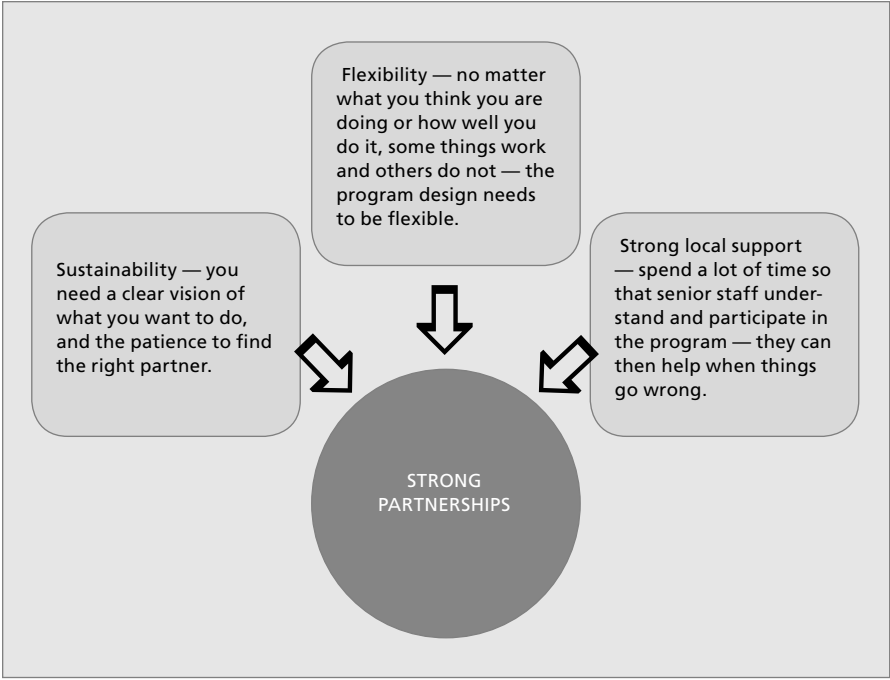 Flexibility — no matter
what you think you are
doing or how well you
do it, some things work
and others do not — the
program design needs
to be flexible.
Sustainability — you
need a clear vision of
what you want to do,
and the patience to find
the right partner.
Strong local support
— spend a lot of time so
that senior staff under-
stand and participate in
the program — they can
then help when things
go wrong.
STRONG
PARTNERSHIPS